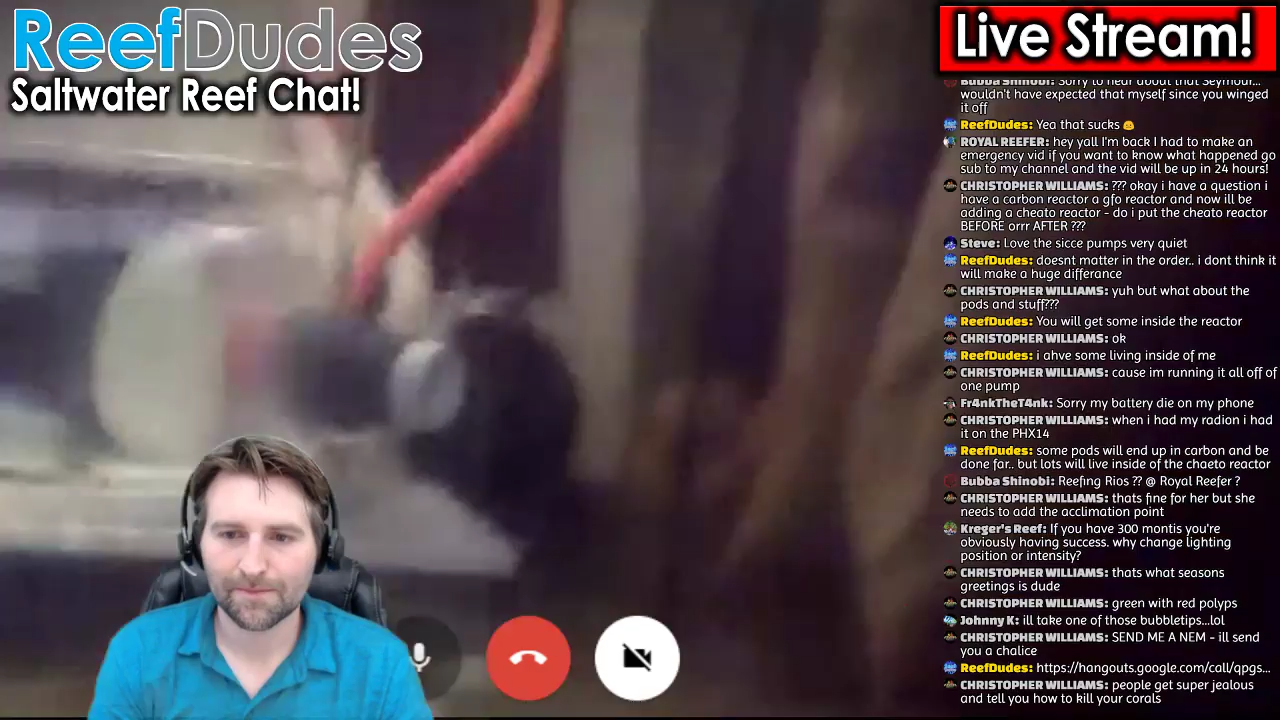 ReefDudes
Saltwater Reef Chat!
Live Stream!
Bubba Shinobi: Sorry to hear about that Seymour...
wouldn't have expected that myself since you winged
it off
ReefDudes: Yea that sucks
ROYAL REEFER: hey yall I'm back I had to make an
emergency vid if you want to know what happened go
sub to my channel and the vid will be up in 24 hours!
CHRISTOPHER WILLIAMS: ??? okay i have a question i
have a carbon reactor a gfo reactor and now ill be
adding a cheato reactor - do i put the cheato reactor
BEFORE orrr AFTER ???
Steve: Love the sicce pumps very quiet
ReefDudes: doesnt matter in the order.. i dont think it
will make a huge differance
CHRISTOPHER WILLIAMS: yuh but what about the
pods and stuff???
ReefDudes: You will get some inside the reactor
CHRISTOPHER WILLIAMS: ok
ReefDudes: i ahve some living inside of me
CHRISTOPHER WILLIAMS: cause im running it all off of
one pump
Fr4nkTheT4nk: Sorry my battery die on my phone
CHRISTOPHER WILLIAMS: when i had my radion i had
it on the PHX14
ReefDudes: some pods will end up in carbon and be
done far.. but lots will live inside of the chaeto reactor
Bubba Shinobi: Reefing Rios ?? @ Royal Reefer ?
CHRISTOPHER WILLIAMS: thats fine for her but she
needs to add the acclimation point
Kreger's Reef: If you have 300 montis you're
obviously having success. why change lighting
position or intensity?
CHRISTOPHER WILLIAMS: thats what seasons
greetings is dude
CHRISTOPHER WILLIAMS: green with red polyps
Johnny K: ill take one of those bubbletips...lol
CHRISTOPHER WILLIAMS: SEND ME A NEM - ill send
you a chalice
ReefDudes: https://hangouts.google.com/call/qpgs...
CHRISTOPHER WILLIAMS: people get super jealous
and tell you how to kill your corals